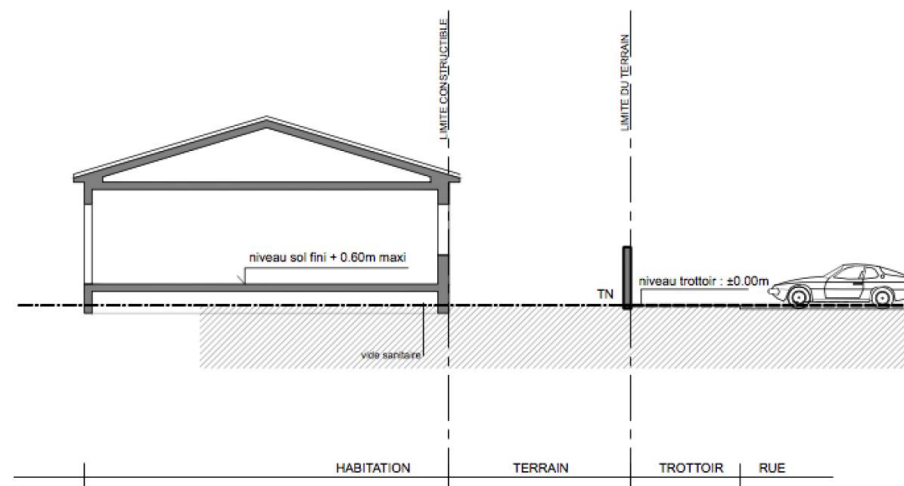 LIMITE CONSTRUCTIBLE
LIMITE DU TERRAIN
niveau sol fini + 0.60m maxi
TN
niveau trottoir : ±0.00m
vide sanitaire
HABITATION
TERRAIN
TROTTOIR
RUE